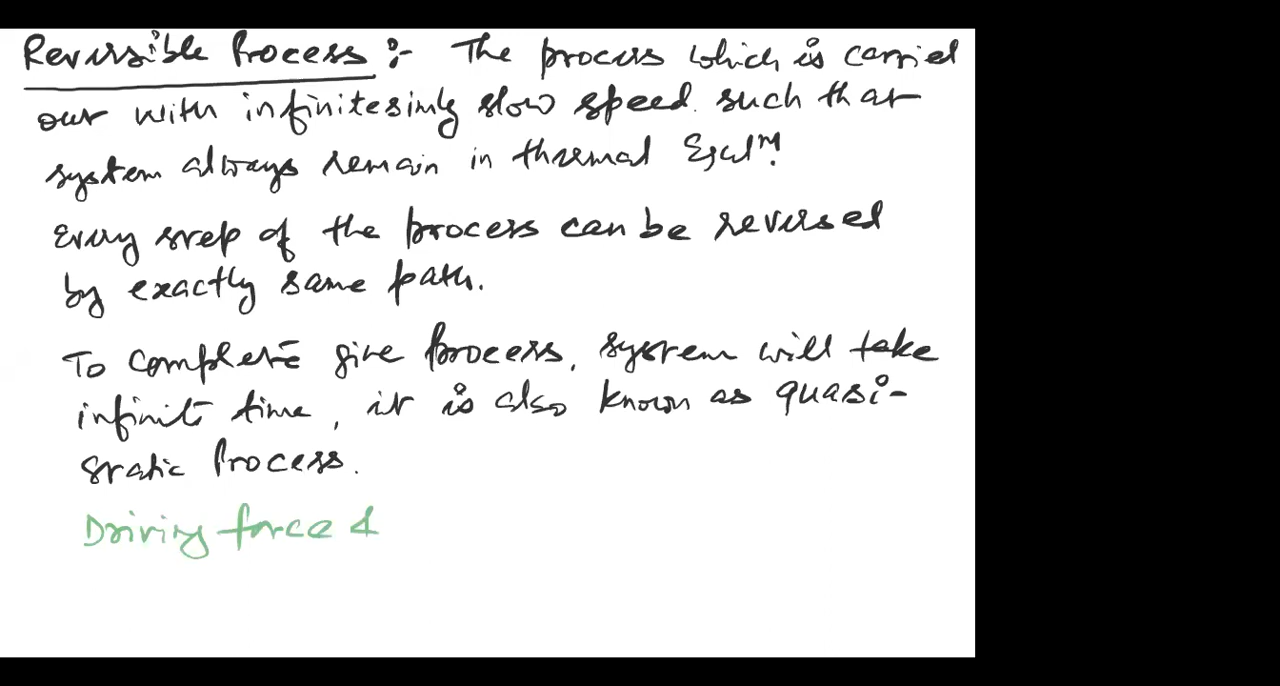 Reversible Process :-  The process which is carried
out with infinitesimly slow speed. such that
system always remain in thermal Equlm.
Every step of the process can be reversed
by exactly same path.
To complete give process, system will take
infinite time, it is also known as quasi-
static Process.
Driving force &